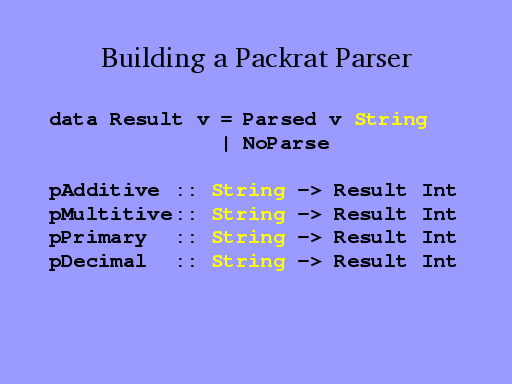 Building a Packrat Parser
data Result v = Parsed v String
| NoParse
pAdditive :: String -> Result Int
pMultitive:: String -> Result Int
pPrimary :: String -> Result Int
pDecimal :: String -> Result Int